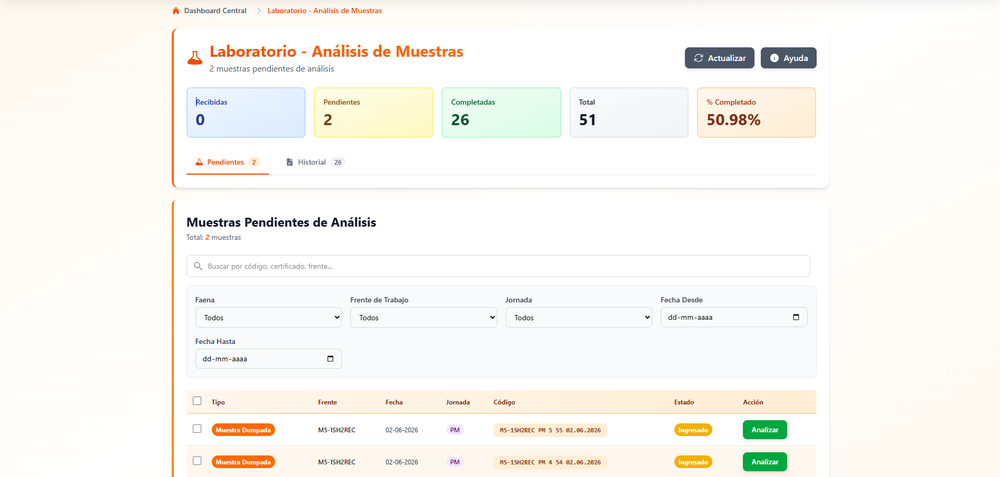 Dashboard Central > Laboratorio - Análisis de Muestras
Laboratorio - Análisis de Muestras
2 muestras pendientes de análisis
Actualizar
Ayuda
Recibidas
0
Pendientes
2
Completadas
26
Total
51
% Completado
50.98%
Pendientes 2
Historial 26
Muestras Pendientes de Análisis
Total: 2 muestras
Buscar por código, certificado, frente...
Faena
Todos
Frente de Trabajo
Todos
Jornada
Todos
Fecha Desde
dd-mm-aaaa
Fecha Hasta
dd-mm-aaaa
Tipo Frente Fecha Jornada Código Estado Acción
Muestra Dumpada M5-1SH2REC 02-06-2026 PM M5-1SH2REC PM 5 55 02.06.2026 Ingresado Analizar
Muestra Dumpada M5-1SH2REC 02-06-2026 PM M5-1SH2REC PM 4 54 02.06.2026 Ingresado Analizar